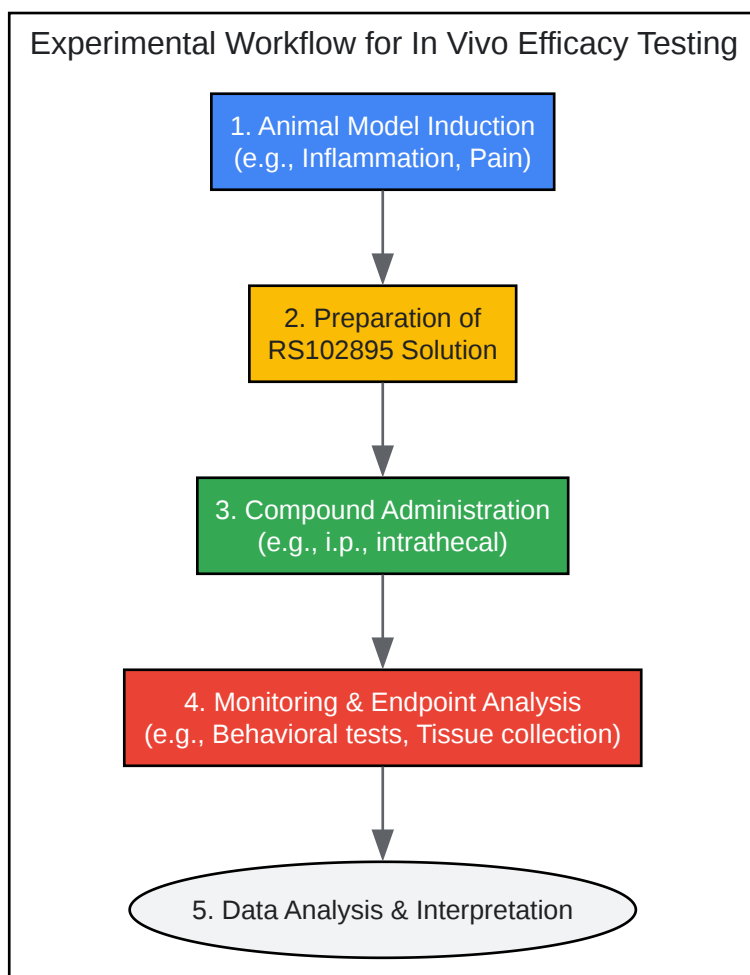 Experimental Workflow for In Vivo Efficacy Testing
1. Animal Model Induction
(e.g., Inflammation, Pain)
2. Preparation of
RS102895 Solution
3. Compound Administration
(e.g., i.p., intrathecal)
4. Monitoring & Endpoint Analysis
(e.g., Behavioral tests, Tissue collection)
5. Data Analysis & Interpretation